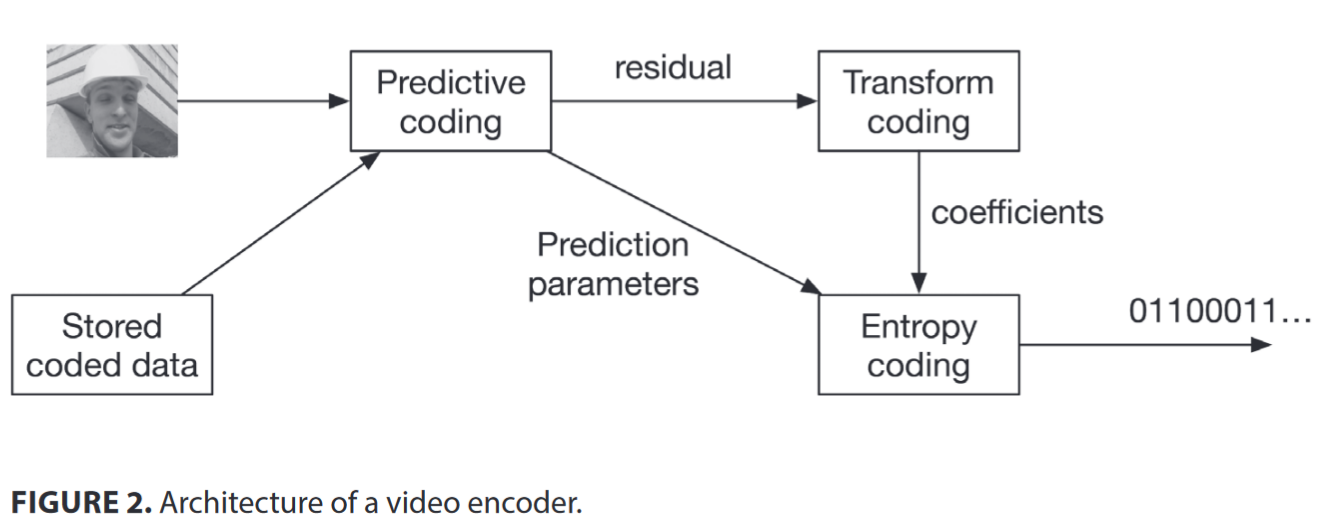 Predictive
coding
residual
Transform
coding
coefficients
Prediction
parameters
Stored
coded data
Entropy
coding
01100011...
FIGURE 2. Architecture of a video encoder.